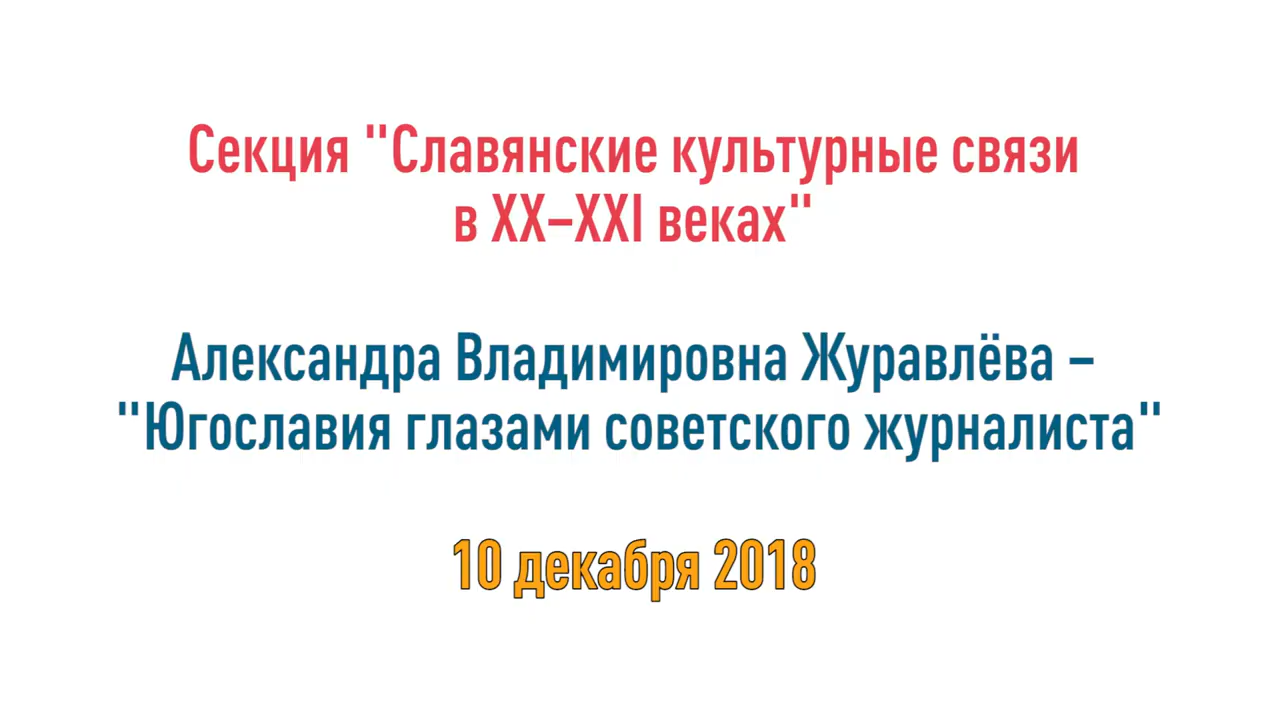 Секция "Славянские культурные связи
в XX–XXI веках"
Александра Владимировна Журавлёва –
"Югославия глазами советского журналиста"
10 декабря 2018